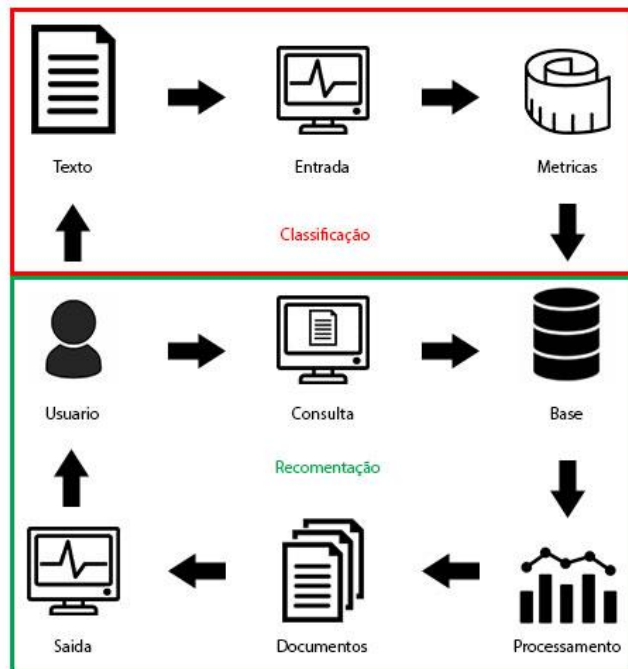 Texto
Entrada
Metricas
Classificação
Usuario
Consulta
Base
Recomentação
Saida
Documentos
Processamento